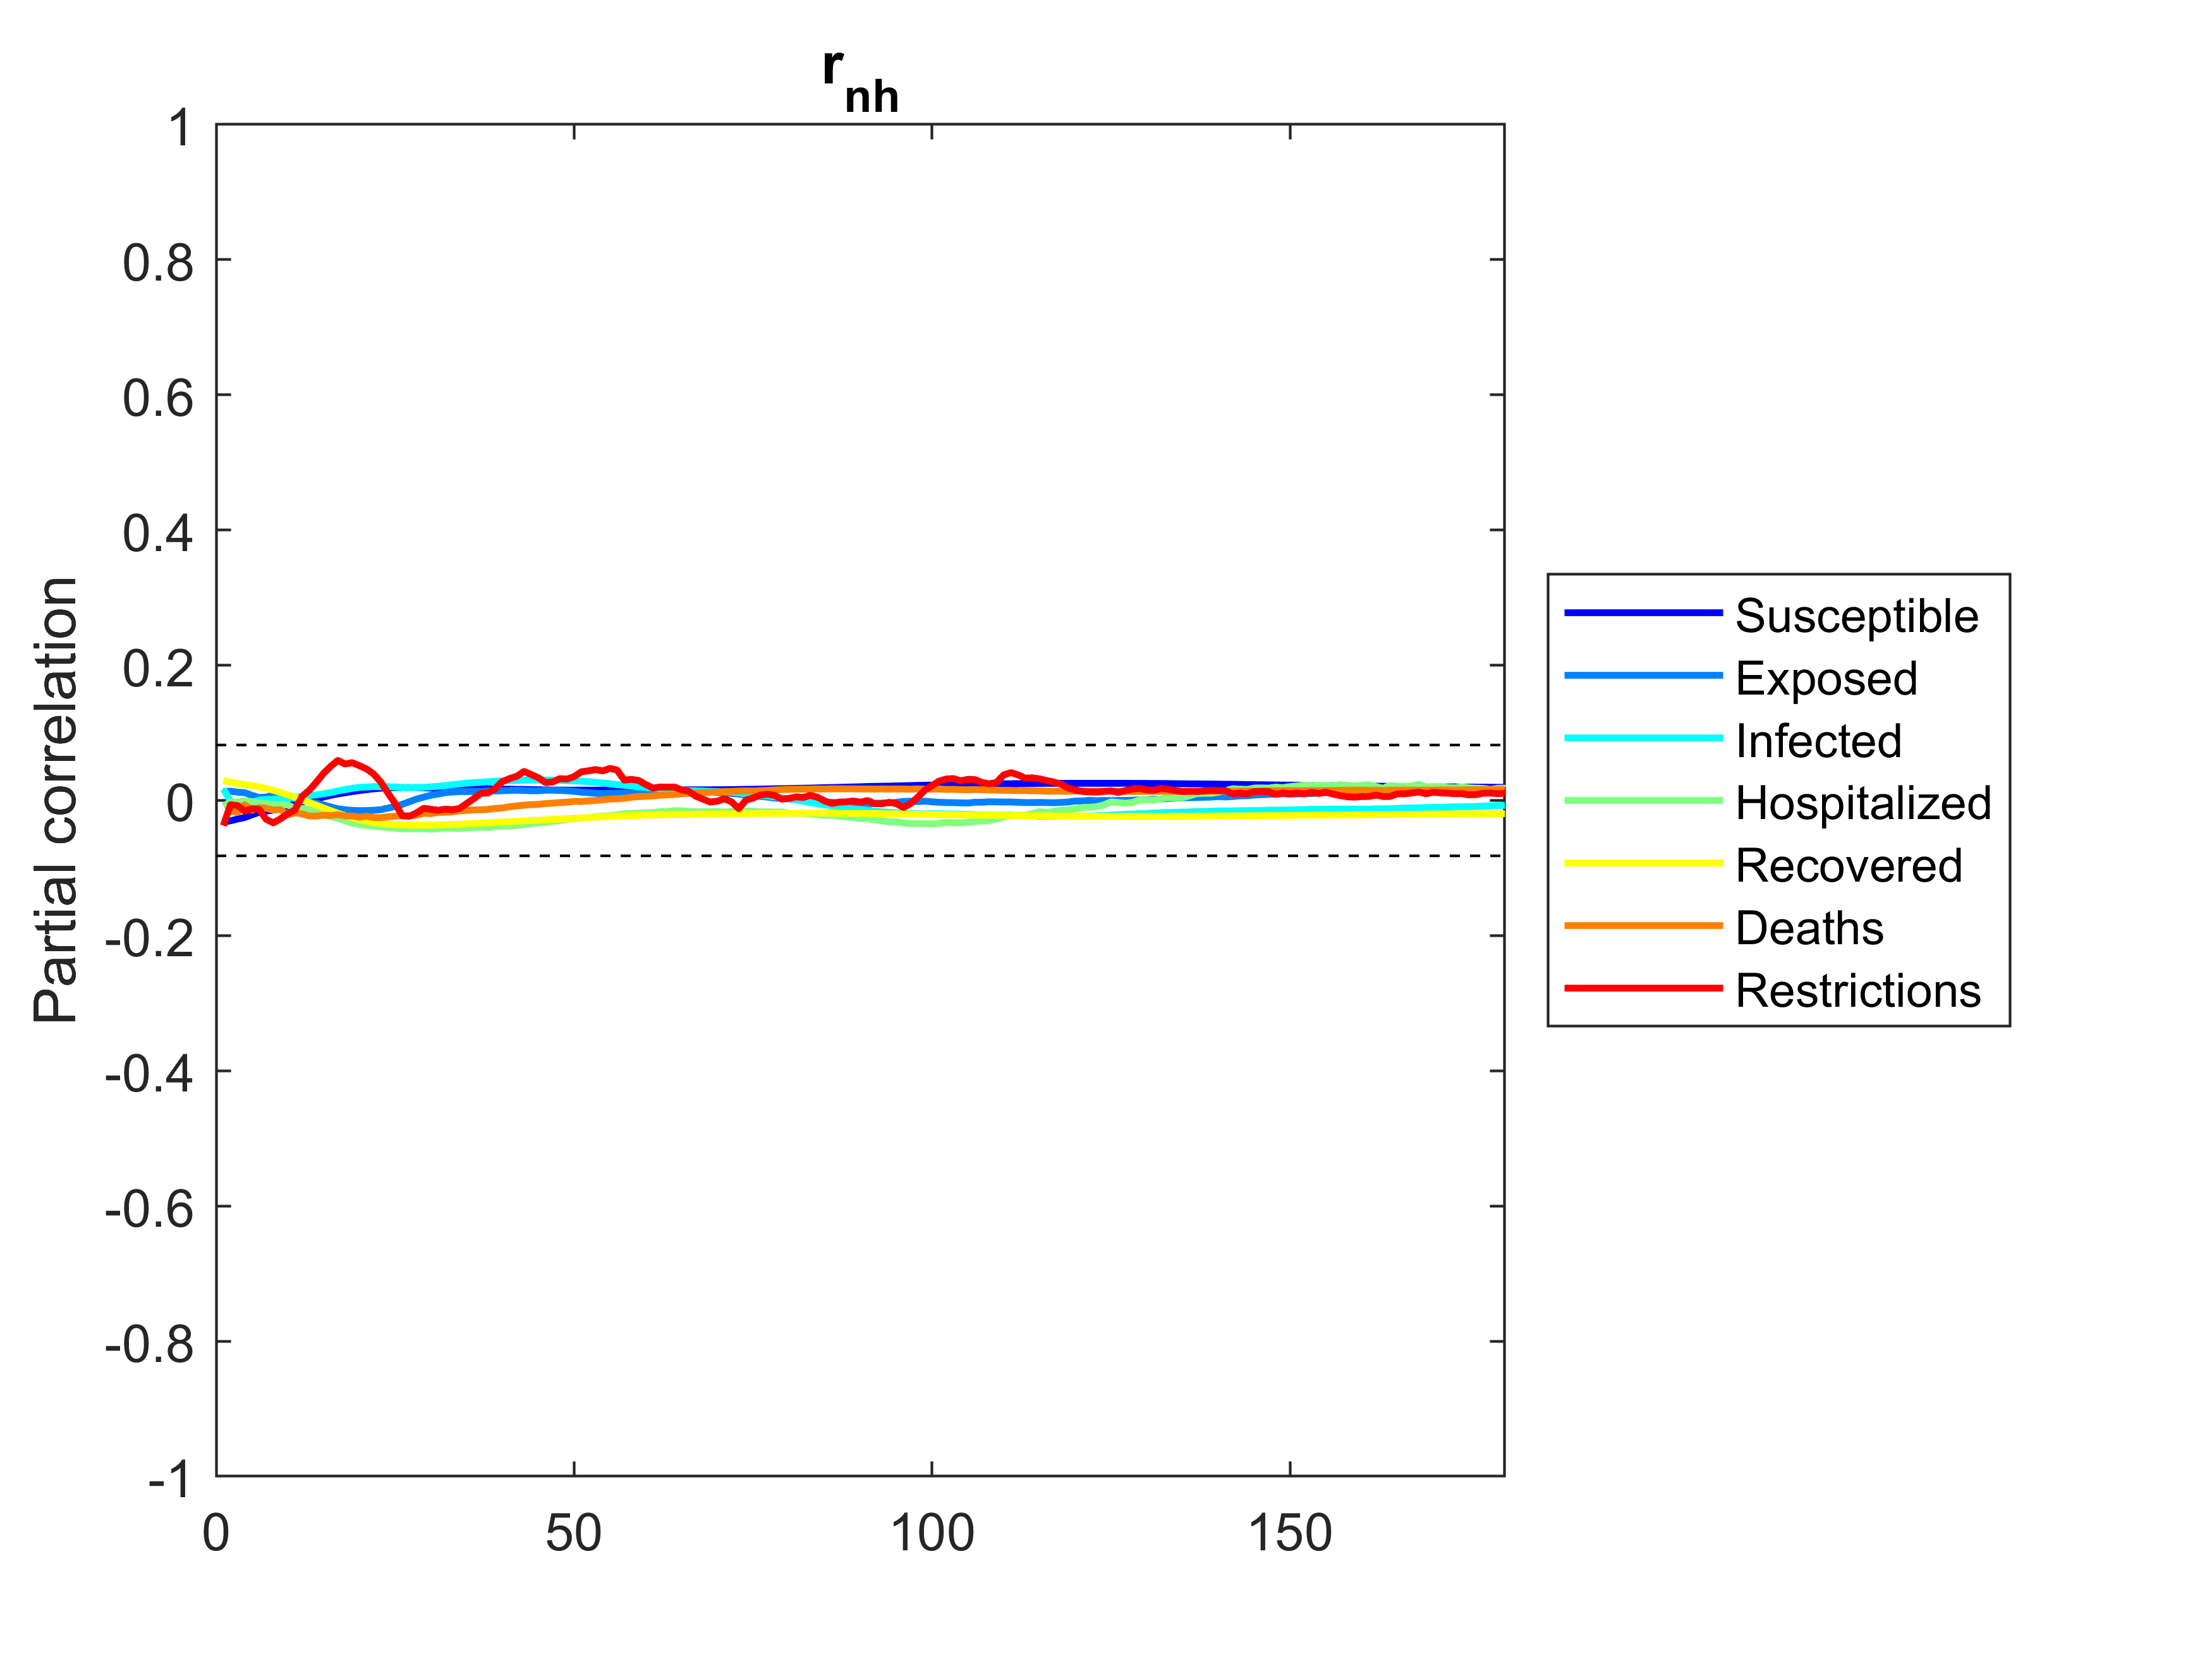 r_nh
1
0.8
0.6
0.4
0.2
0
-0.2
-0.4
-0.6
-0.8
-1
Partial correlation
0 50 100 150
Susceptible
Exposed
Infected
Hospitalized
Recovered
Deaths
Restrictions